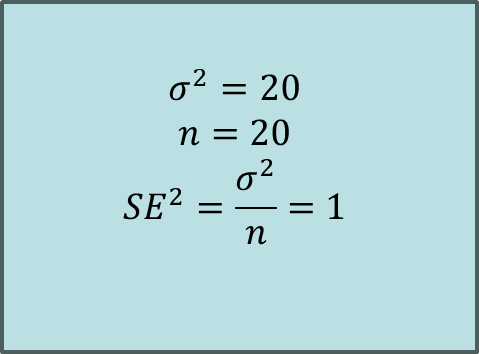 σ² = 20
n = 20
SE² = σ²/n = 1